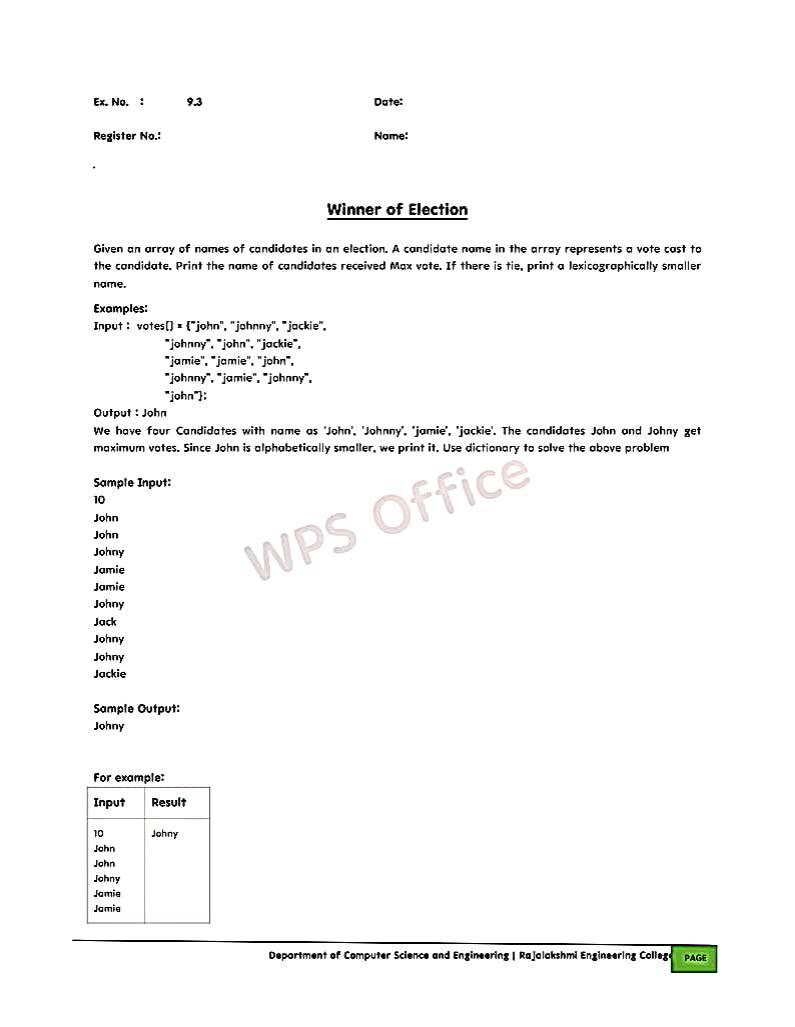 Ex. No. : 9.3 Date:
Register No.: Name:
.
Winner of Election
Given an array of names of candidates in an election. A candidate name in the array represents a vote cast to
the candidate. Print the name of candidates received Max vote. If there is tie, print a lexicographically smaller
name.
Examples:
Input : votes[] = {"john", "johnny", "jackie",
"johnny", "john", "jackie",
"jamie", "jamie", "john",
"johnny", "jamie", "johnny",
"john"};
Output : John
We have four Candidates with name as 'John', 'Johnny', 'jamie', 'jackie'. The candidates John and Johny get
maximum votes. Since John is alphabetically smaller, we print it. Use dictionary to solve the above problem
Sample Input:
10
John
John
Johny
Jamie
Jamie
Johny
Jack
Johny
Johny
Jackie
WPS Office
Sample Output:
Johny
For example:
Input Result
10 Johny
John
John
Johny
Jamie
Jamie
Department of Computer Science and Engineering | Rajalakshmi Engineering College PAGE